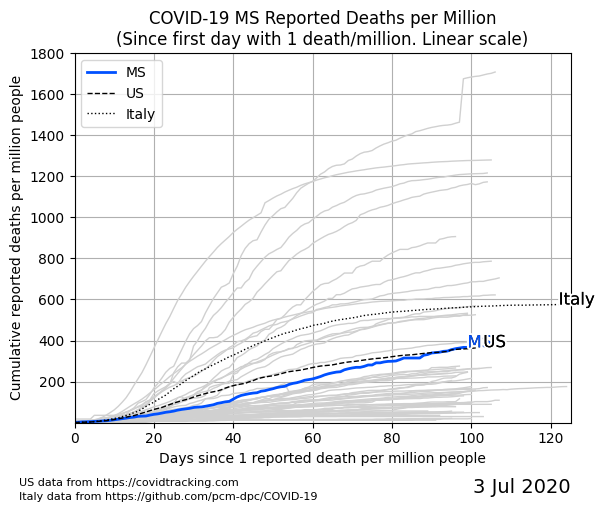 COVID-19 MS Reported Deaths per Million
(Since first day with 1 death/million. Linear scale)
Cumulative reported deaths per million people
1800
1600
1400
1200
1000
800
600
400
200
MS
US
Italy
Italy
MS
US
0
20
40
60
80
100
120
Days since 1 reported death per million people
US data from https://covidtracking.com
Italy data from https://github.com/pcm-dpc/COVID-19
3 Jul 2020